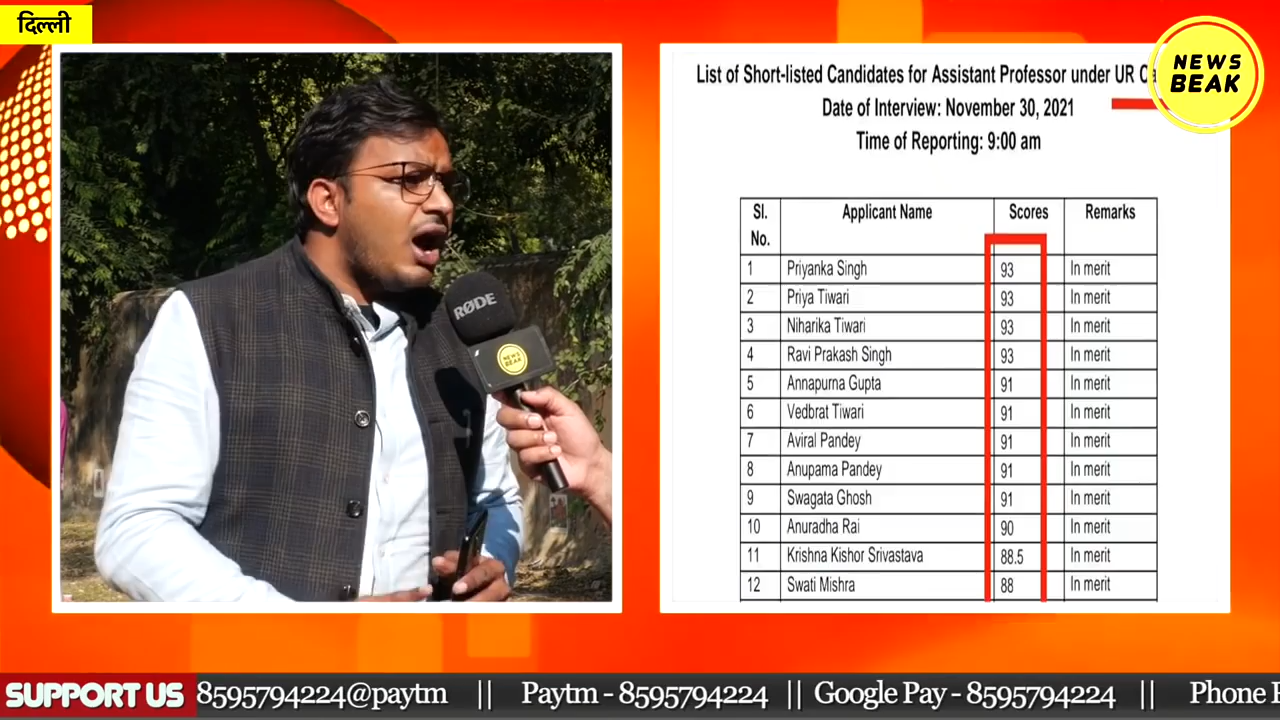 दिल्ली
NEWS
BEAK
List of Short-listed Candidates for Assistant Professor under UR
Date of Interview: November 30, 2021
Time of Reporting: 9:00 am
Sl. No. Applicant Name Scores Remarks
1 Priyanka Singh 93 In merit
2 Priya Tiwari 93 In merit
3 Niharika Tiwari 93 In merit
4 Ravi Prakash Singh 93 In merit
5 Annapurna Gupta 91 In merit
6 Vedbrat Tiwari 91 In merit
7 Aviral Pandey 91 In merit
8 Anupama Pandey 91 In merit
9 Swagata Ghosh 91 In merit
10 Anuradha Rai 90 In merit
11 Krishna Kishor Srivastava 88.5 In merit
12 Swati Mishra 88 In merit
RØDE
NEWS
BEAK
SUPPORT US 8595794224@paytm || Paytm - 8595794224 || Google Pay - 8595794224 || Phone